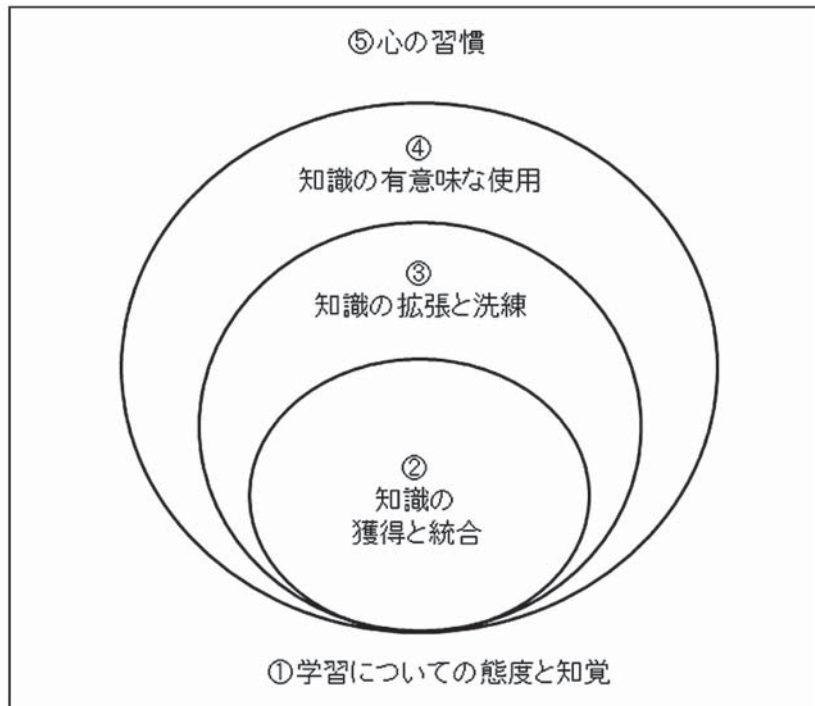 ⑤心の習慣
④
知識の有意味な使用
③
知識の拡張と洗練
②
知識の
獲得と統合
①学習についての態度と知覚